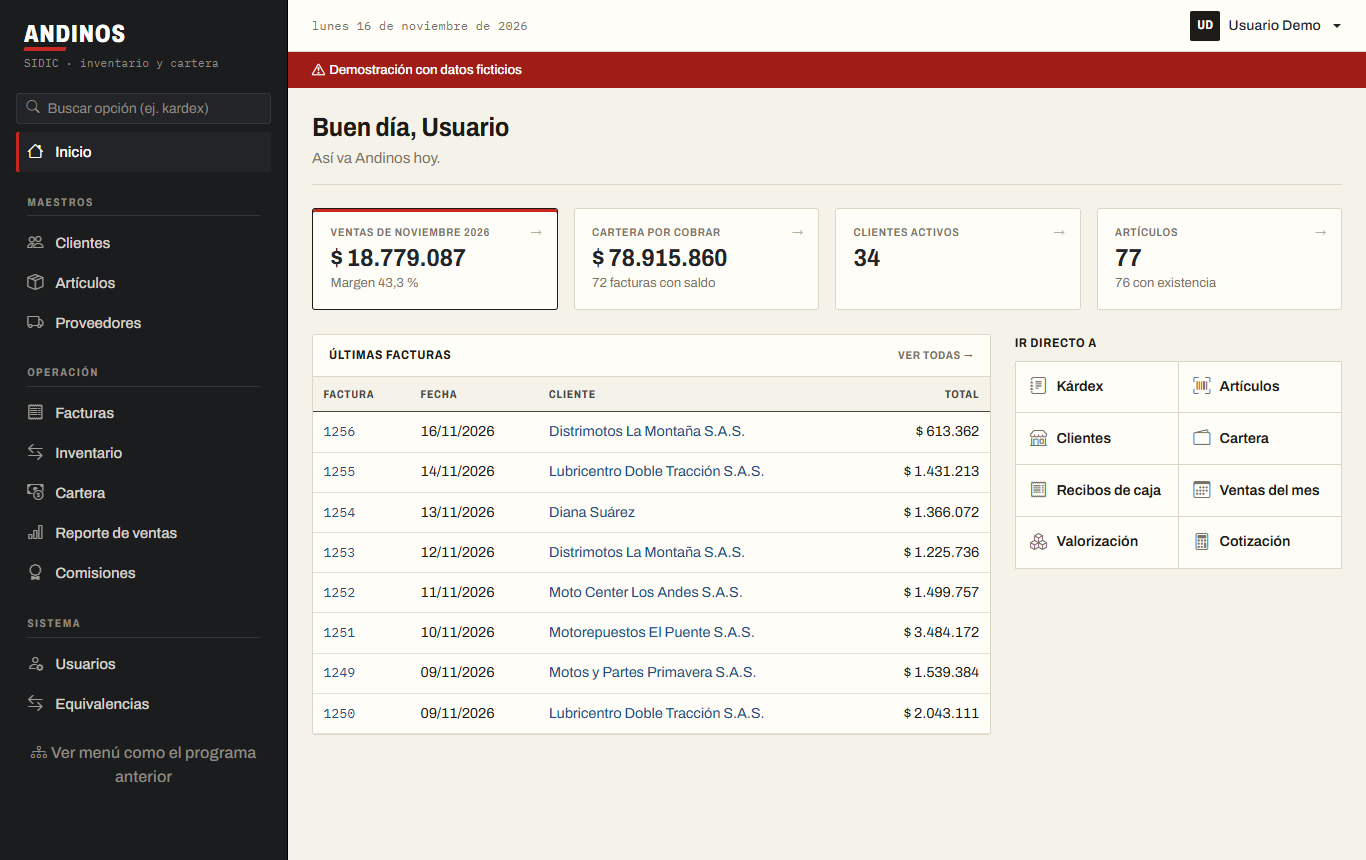 ANDINOS
SIDIC · inventario y cartera
Buscar opción (ej. kardex)
Inicio
MAESTROS
Clientes
Artículos
Proveedores
OPERACIÓN
Facturas
Inventario
Cartera
Reporte de ventas
Comisiones
SISTEMA
Usuarios
Equivalencias
Ver menú como el programa
anterior
lunes 16 de noviembre de 2026
UD Usuario Demo
Demostración con datos ficticios
Buen día, Usuario
Así va Andinos hoy.
VENTAS DE NOVIEMBRE 2026 →
$ 18.779.087
Margen 43,3 %
CARTERA POR COBRAR →
$ 78.915.860
72 facturas con saldo
CLIENTES ACTIVOS →
34
ARTÍCULOS →
77
76 con existencia
ÚLTIMAS FACTURAS VER TODAS →
FACTURA FECHA CLIENTE TOTAL
1256 16/11/2026 Distrimotos La Montaña S.A.S. $ 613.362
1255 14/11/2026 Lubricentro Doble Tracción S.A.S. $ 1.431.213
1254 13/11/2026 Diana Suárez $ 1.366.072
1253 12/11/2026 Distrimotos La Montaña S.A.S. $ 1.225.736
1252 11/11/2026 Moto Center Los Andes S.A.S. $ 1.499.757
1251 10/11/2026 Motorepuestos El Puente S.A.S. $ 3.484.172
1249 09/11/2026 Motos y Partes Primavera S.A.S. $ 1.539.384
1250 09/11/2026 Lubricentro Doble Tracción S.A.S. $ 2.043.111
IR DIRECTO A
Kárdex Artículos
Clientes Cartera
Recibos de caja Ventas del mes
Valorización Cotización